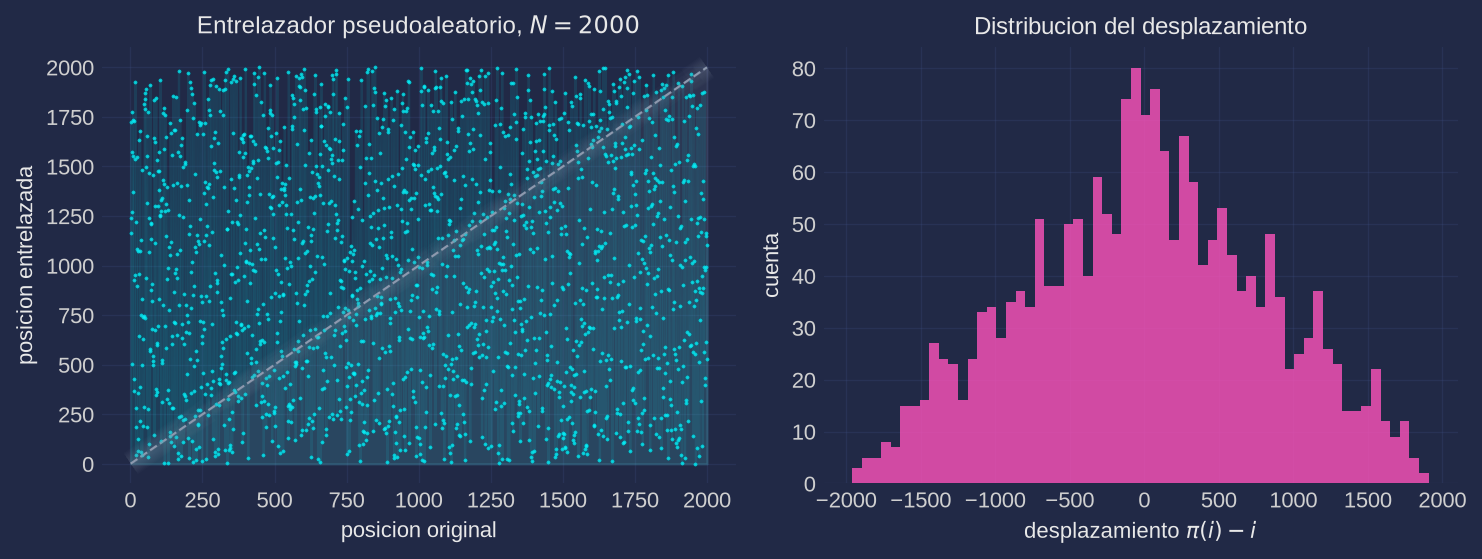 Entrelazador pseudoaleatorio, N = 2000
posicion entrelazada
2000
1750
1500
1250
1000
750
500
250
0
0 250 500 750 1000 1250 1500 1750 2000
posicion original
Distribucion del desplazamiento
cuenta
80
70
60
50
40
30
20
10
0
−2000 −1500 −1000 −500 0 500 1000 1500 2000
desplazamiento π(i) − i